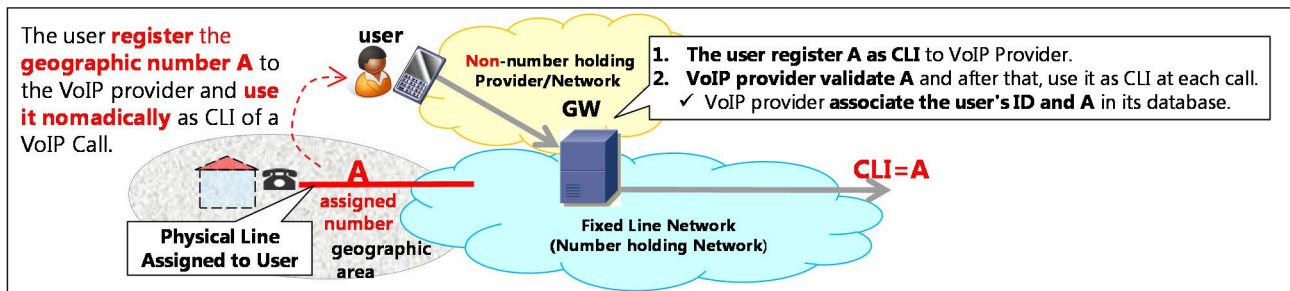 The user register the
geographic number A to
the VoIP provider and use
it nomadically as CLI of a
VoIP Call.
user
Non-number holding
Provider/Network
GW
1. The user register A as CLI to VoIP Provider.
2. VoIP provider validate A and after that, use it as CLI at each call.
✓ VoIP provider associate the user's ID and A in its database.
A
assigned
number
geographic
area
Physical Line
Assigned to User
CLI=A
Fixed Line Network
(Number holding Network)